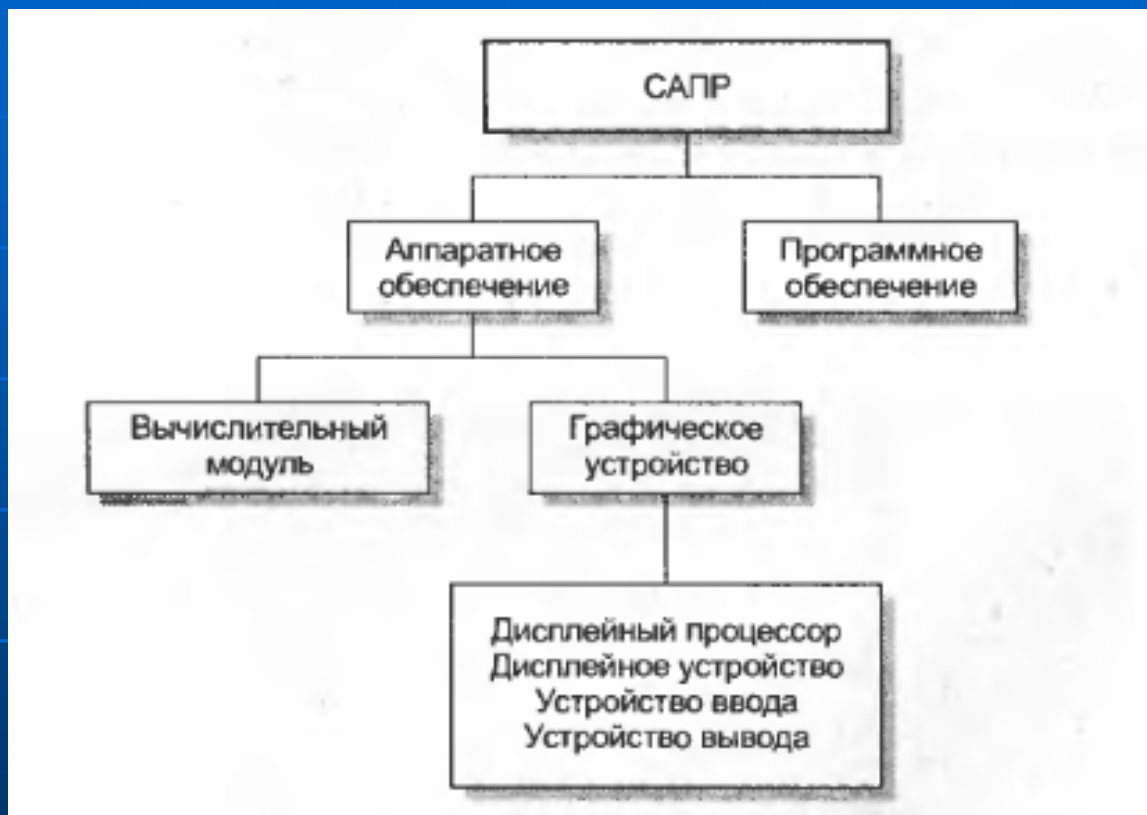 САПР
Аппаратное
обеспечение
Программное
обеспечение
Вычислительный
модуль
Графическое
устройство
Дисплейный процессор
Дисплейное устройство
Устройство ввода
Устройство вывода